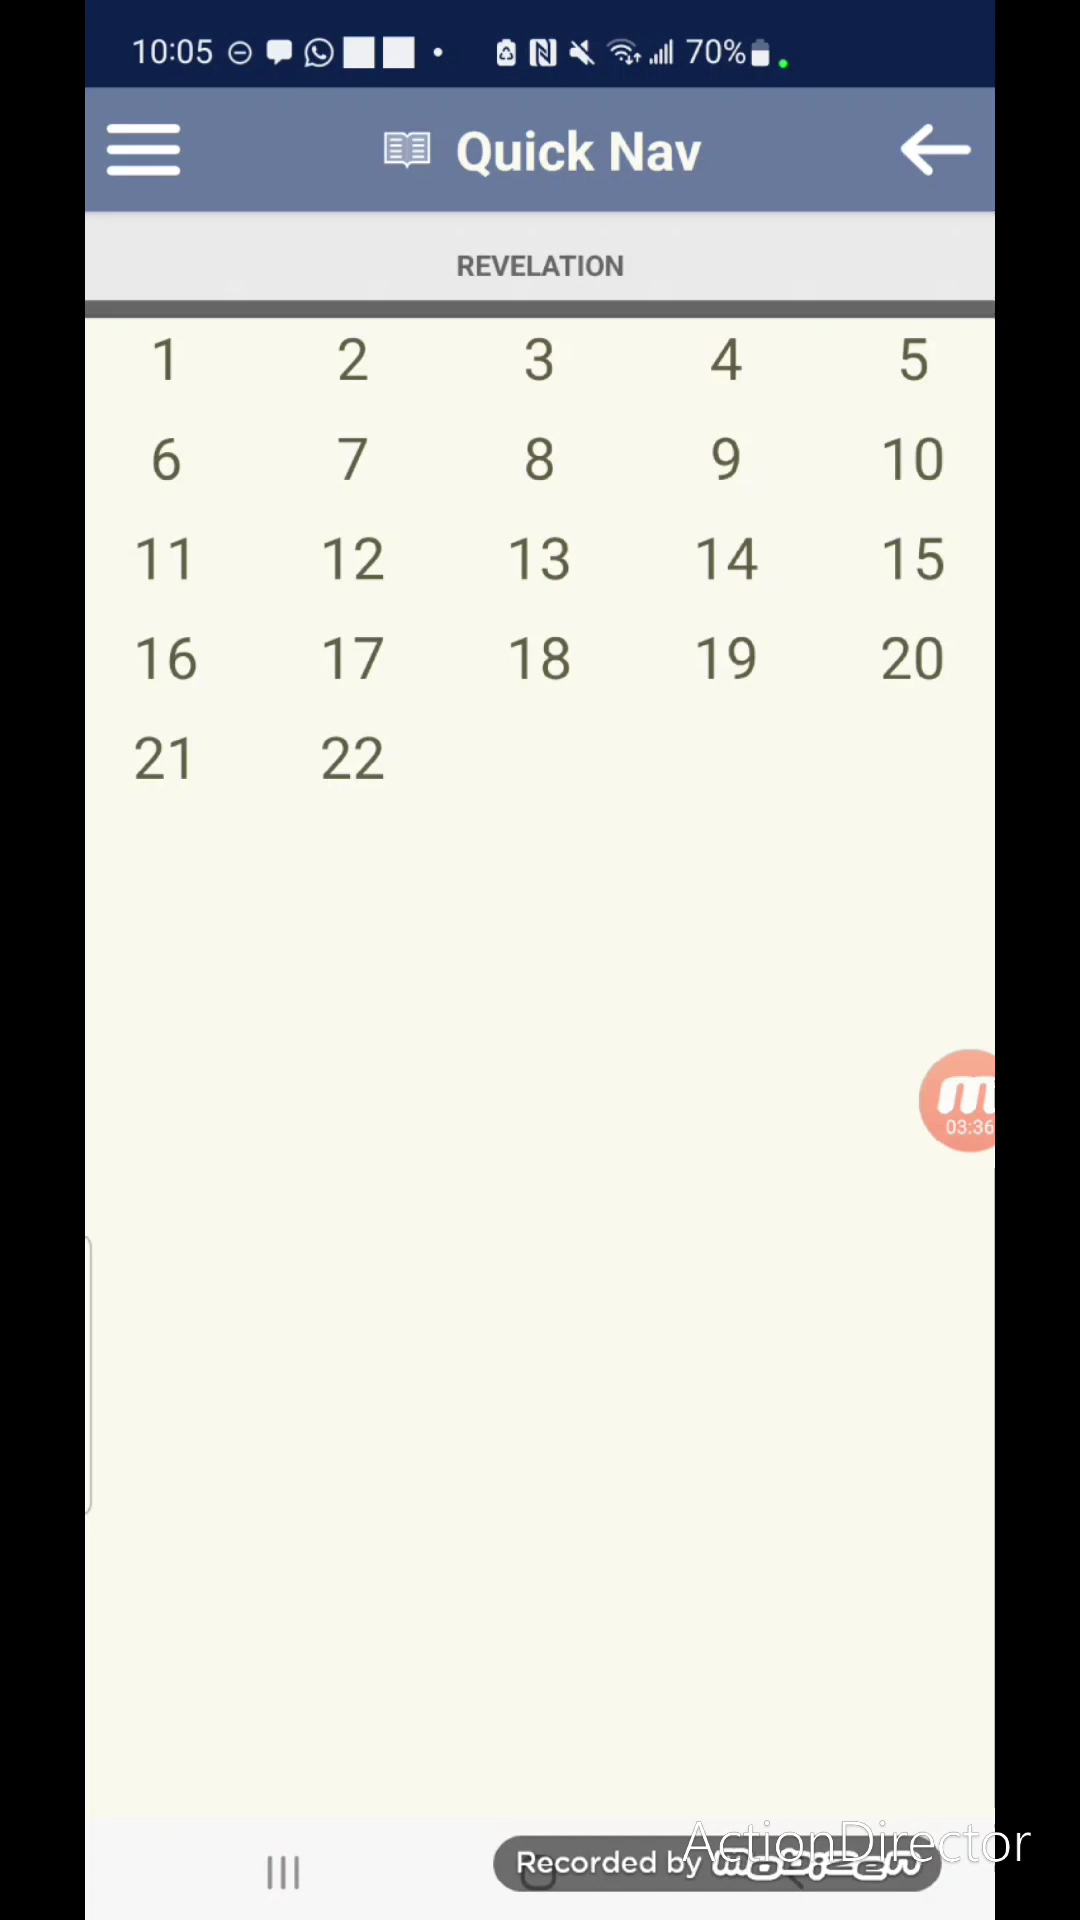 10:05 70%
Quick Nav
REVELATION
1 2 3 4 5
6 7 8 9 10
11 12 13 14 15
16 17 18 19 20
21 22
m
03:36
ActionDirector
Recorded by MOBIZEN